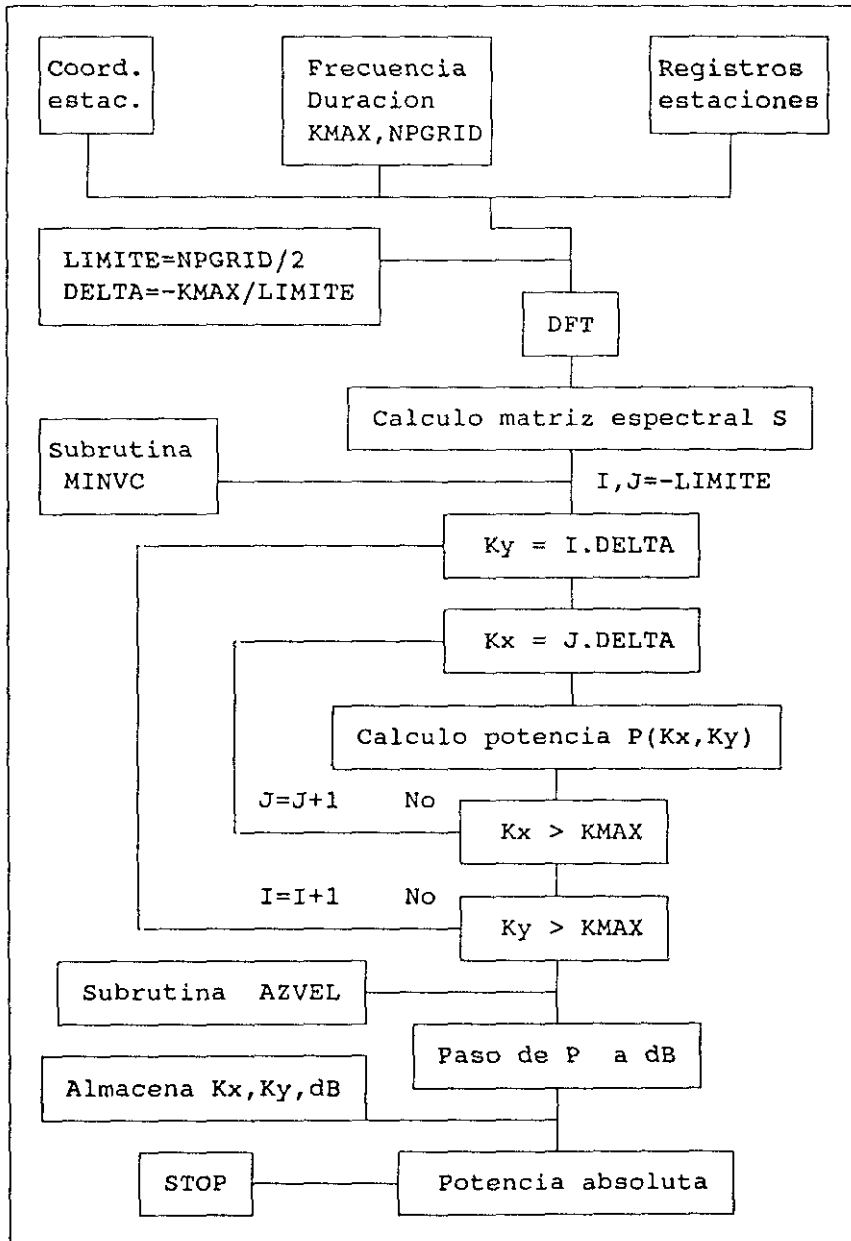 Coord.
estac.
Frecuencia
Duracion
KMAX,NPGRID
Registros
estaciones
LIMITE=NPGRID/2
DELTA=-KMAX/LIMITE
DFT
Calculo matriz espectral S
Subrutina
MINVC
I,J=-LIMITE
Ky = I.DELTA
Kx = J.DELTA
Calculo potencia P(Kx,Ky)
J=J+1 No
Kx > KMAX
I=I+1 No
Ky > KMAX
Subrutina AZVEL
Paso de P a dB
Almacena Kx,Ky,dB
STOP
Potencia absoluta